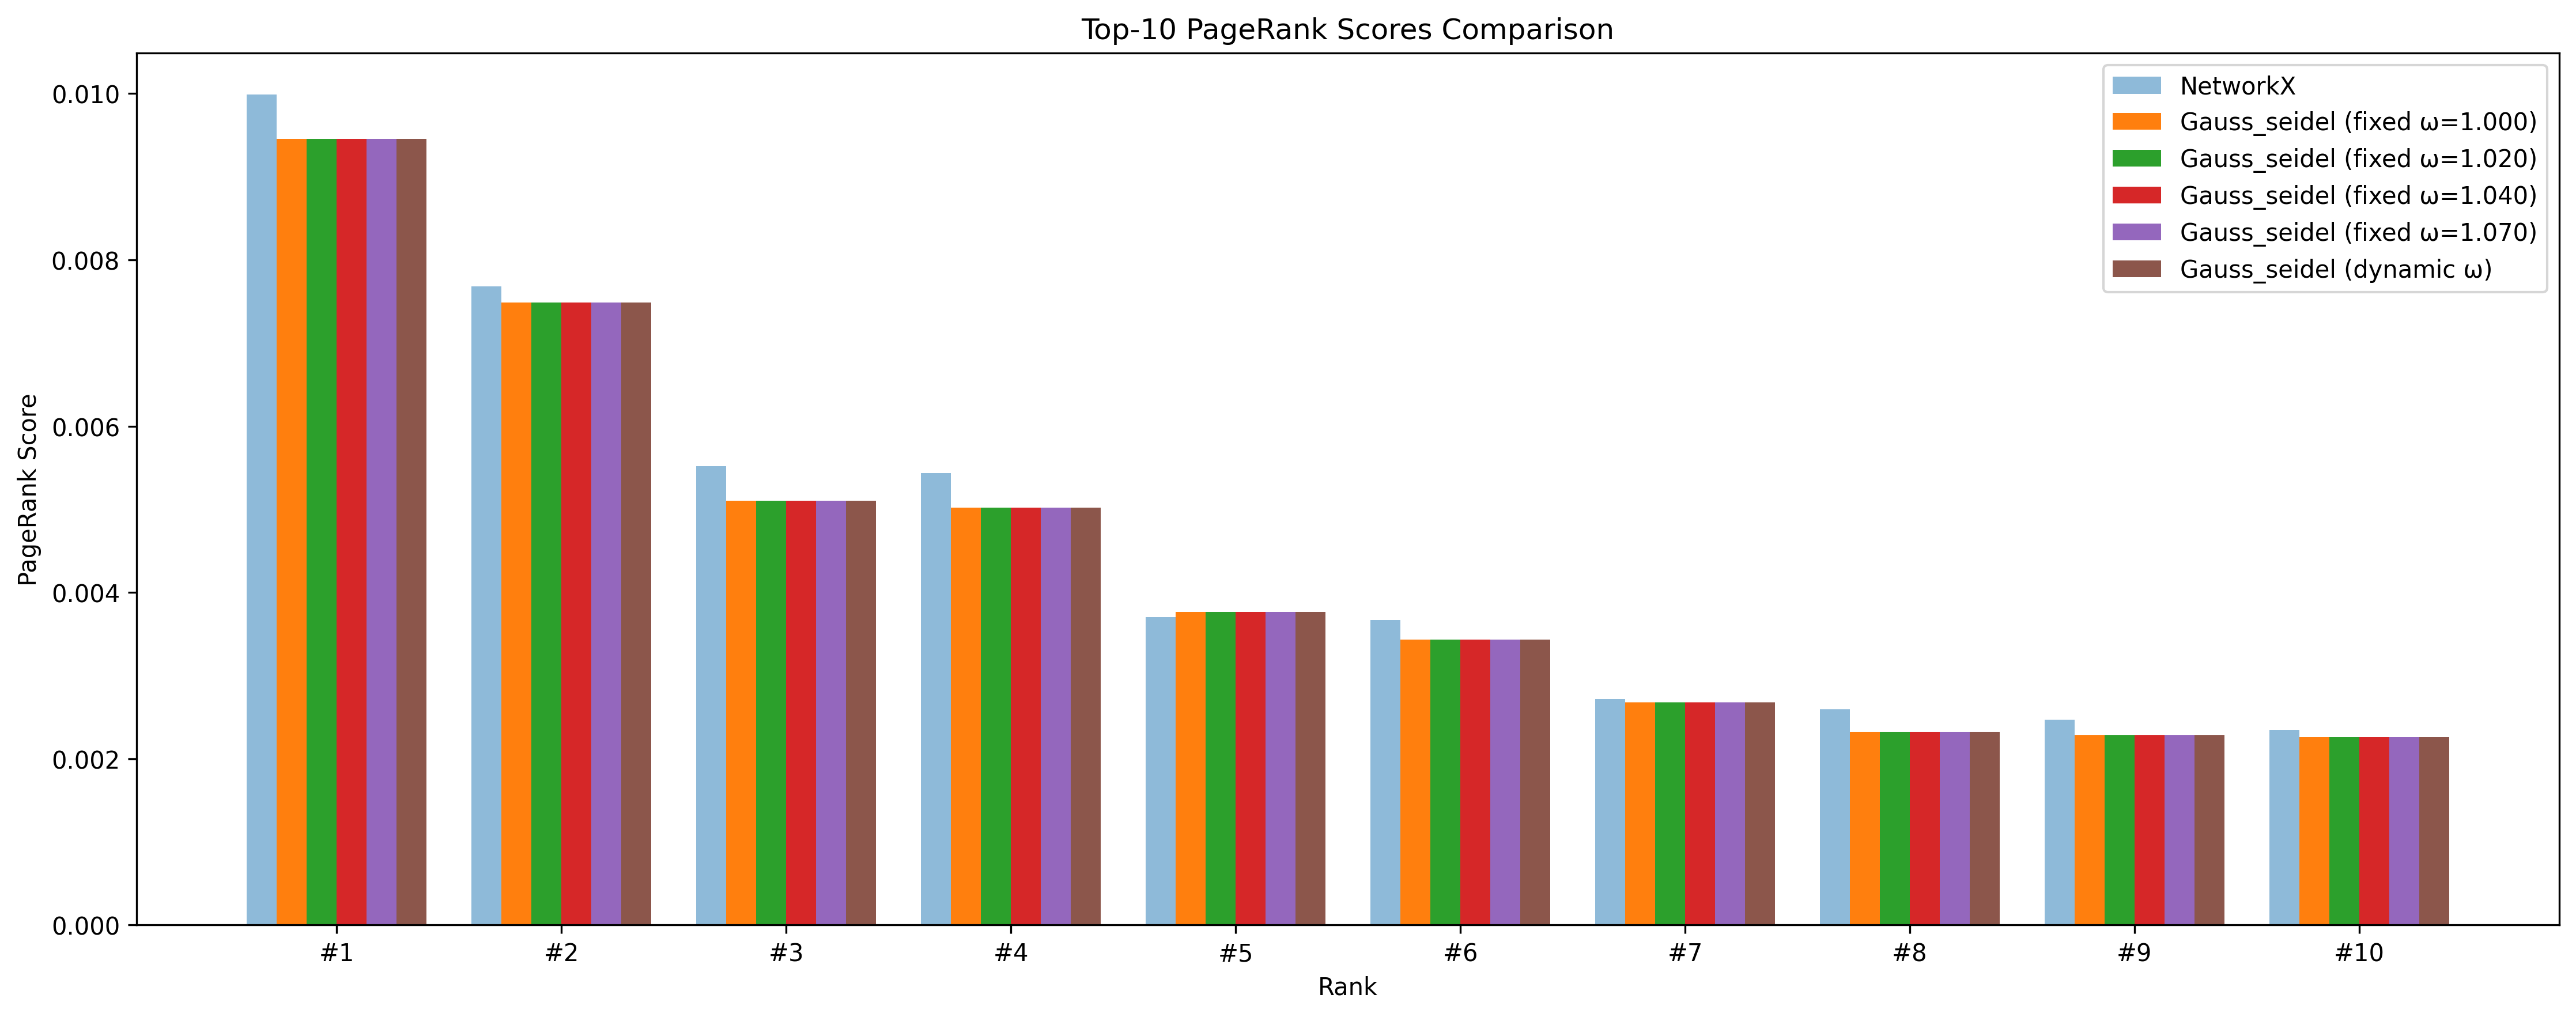 Top-10 PageRank Scores Comparison
NetworkX
Gauss_seidel (fixed ω=1.000)
Gauss_seidel (fixed ω=1.020)
Gauss_seidel (fixed ω=1.040)
Gauss_seidel (fixed ω=1.070)
Gauss_seidel (dynamic ω)
PageRank Score
0.010
0.008
0.006
0.004
0.002
0.000
#1 #2 #3 #4 #5 #6 #7 #8 #9 #10
Rank